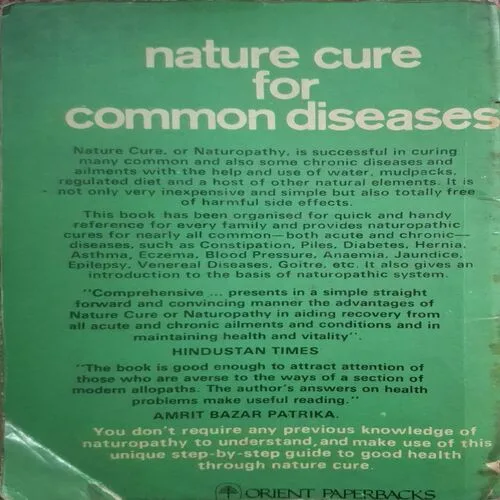 nature cure
for
common diseases
Nature Cure, or Naturopathy, is successful in curing
many common and also some chronic diseases and
ailments with the help and use of water, mudpacks,
regulated diet and a host of other natural elements. It is
not only very inexpensive and simple but also totally free
of harmful side effects.
This book has been organised for quick and handy
reference for every family and provides naturopathic
cures for nearly all common—both acute and chronic—
diseases, such as Constipation, Piles, Diabetes, Hernia,
Asthma, Eczema, Blood Pressure, Anaemia, Jaundice,
Epilepsy, Venereal Diseases, Goitre, etc. It also gives an
introduction to the basis of naturopathic system.
"Comprehensive ... presents in a simple straight
forward and convincing manner the advantages of
Nature Cure or Naturopathy in aiding recovery from
all acute and chronic ailments and conditions and in
maintaining health and vitality".
HINDUSTAN TIMES
"The book is good enough to attract attention of
those who are averse to the ways of a section of
modern allopaths. The author's answers on health
problems make useful reading."
AMRIT BAZAR PATRIKA.
You don't require any previous knowledge of
naturopathy to understand, and make use of this
unique step-by-step guide to good health
through nature cure.
ORIENT PAPERBACKS